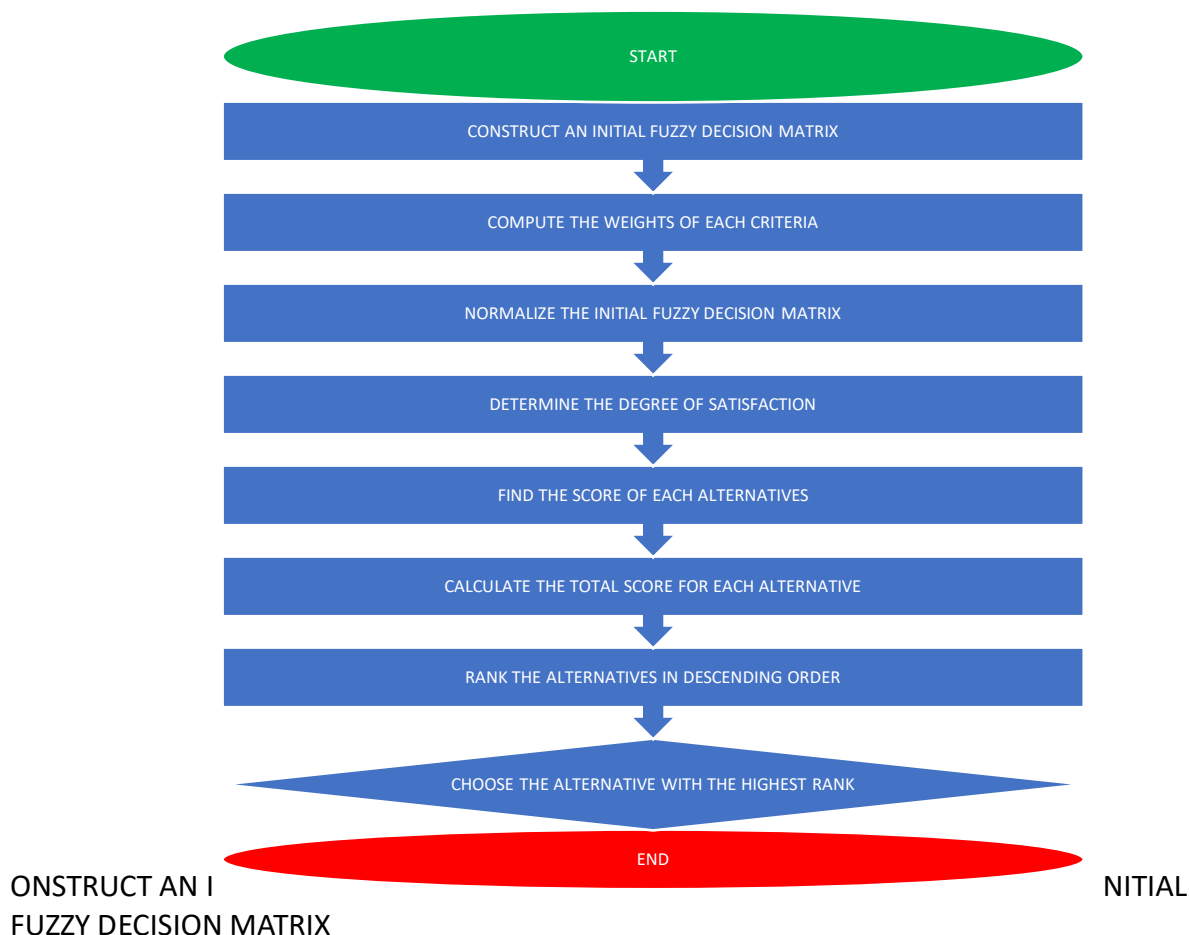 START
CONSTRUCT AN INITIAL FUZZY DECISION MATRIX
COMPUTE THE WEIGHTS OF EACH CRITERIA
NORMALIZE THE INITIAL FUZZY DECISION MATRIX
DETERMINE THE DEGREE OF SATISFACTION
FIND THE SCORE OF EACH ALTERNATIVES
CALCULATE THE TOTAL SCORE FOR EACH ALTERNATIVE
RANK THE ALTERNATIVES IN DESCENDING ORDER
CHOOSE THE ALTERNATIVE WITH THE HIGHEST RANK
END
ONSTRUCT AN I NITIAL
FUZZY DECISION MATRIX